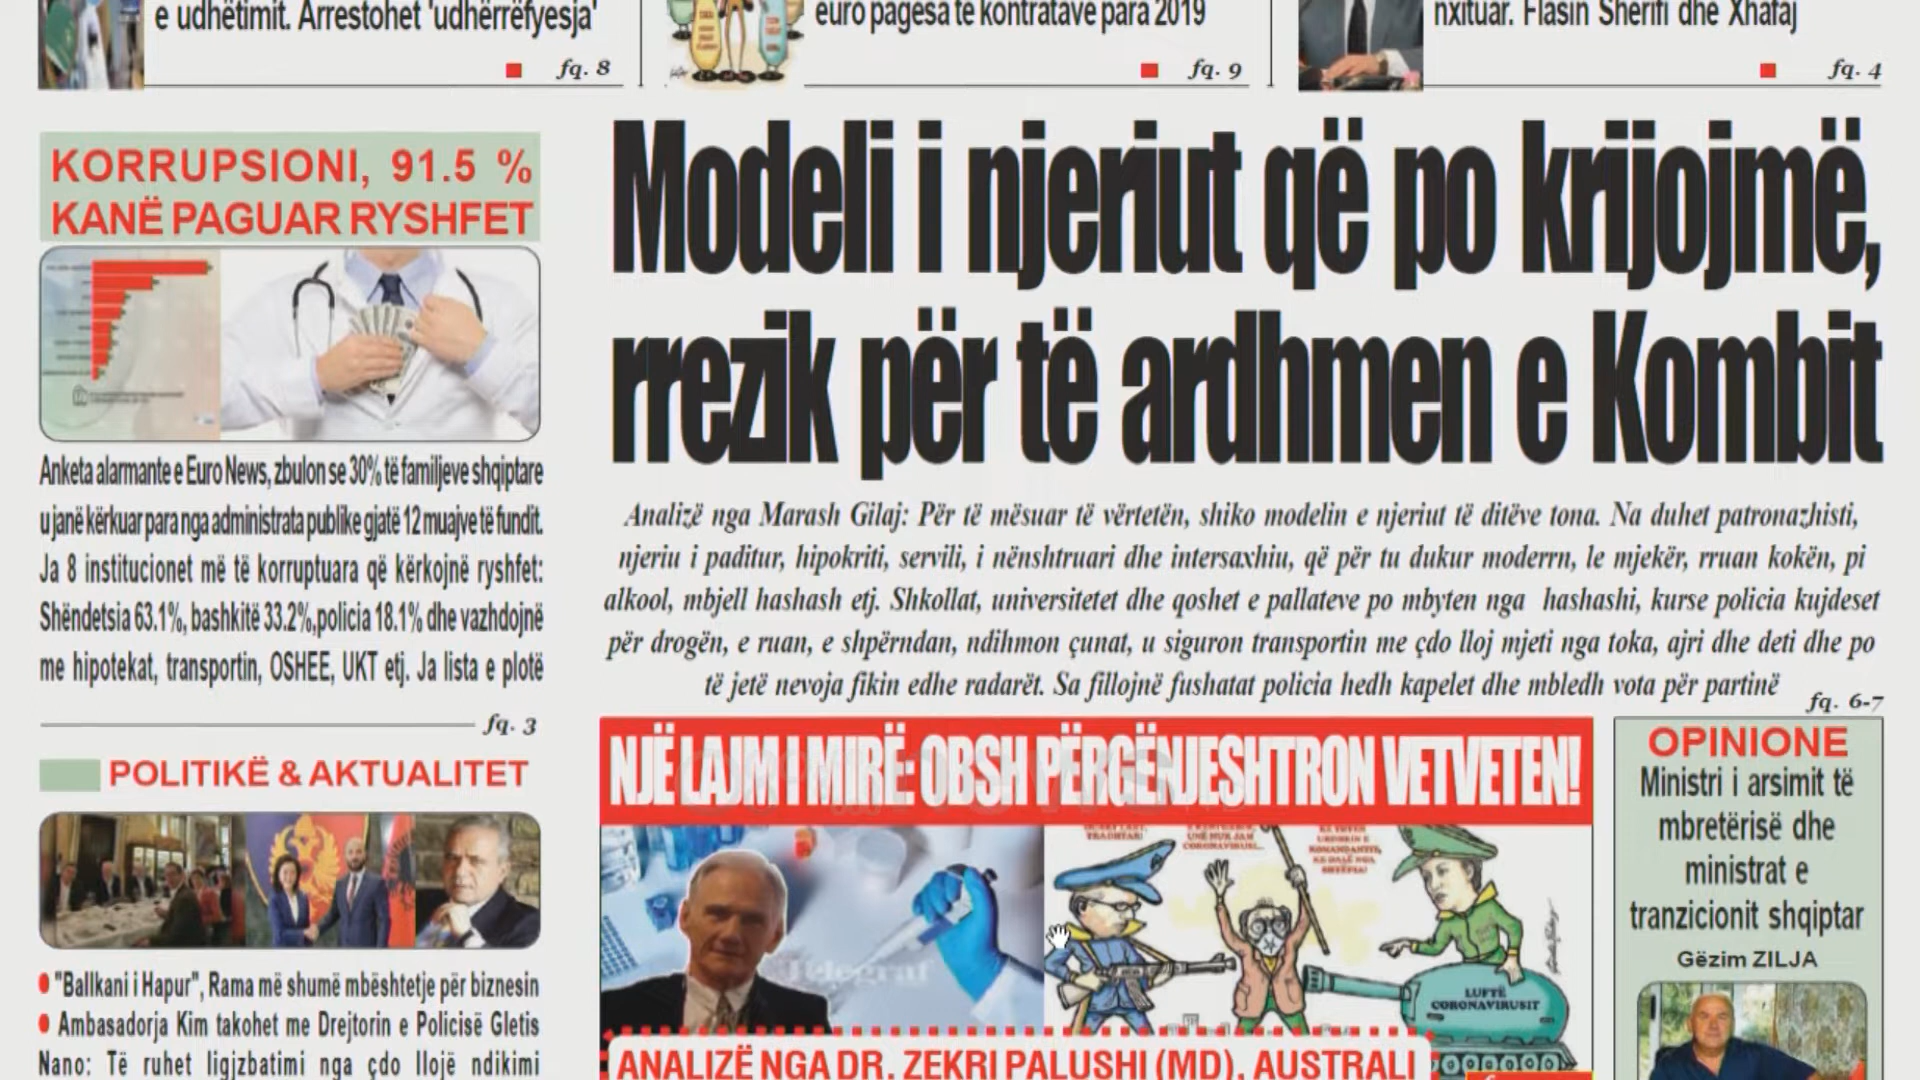 e udhëtimit. Arrestohet 'udhërrëfyesja'
fq. 8
euro pagesa të kontratave para 2019
fq. 9
nxituar. Flasin Sherifi dhe Xhafaj
fq. 4
KORRUPSIONI, 91.5 %
KANË PAGUAR RYSHFET
Anketa alarmante e Euro News, zbulon se 30% të familjeve shqiptare
u janë kërkuar para nga administrata publike gjatë 12 muajve të fundit.
Ja 8 institucionet më të korruptuara që kërkojnë ryshfet:
Shëndetsia 63.1%, bashkitë 33.2%,policia 18.1% dhe vazhdojnë
me hipotekat, transportin, OSHEE, UKT etj. Ja lista e plotë
fq. 3
POLITIKË & AKTUALITET
"Ballkani i Hapur", Rama më shumë mbështetje për biznesin
Ambasadorja Kim takohet me Drejtorin e Policisë Gletis
Nano: Të ruhet ligjzbatimi nga çdo llojë ndikimi
Modeli i njeriut që po krijojmë,
rrezik për të ardhmen e Kombit
Analizë nga Marash Gilaj: Për të mësuar të vërtetën, shiko modelin e njeriut të ditëve tona. Na duhet patronazhisti,
njeriu i paditur, hipokriti, servili, i nënshtruari dhe intersaxhiu, që për tu dukur moderrn, le mjekër, rruan kokën, pi
alkool, mbjell hashash etj. Shkollat, universitetet dhe qoshet e pallateve po mbyten nga hashashi, kurse policia kujdeset
për drogën, e ruan, e shpërndan, ndihmon çunat, u siguron transportin me çdo lloj mjeti nga toka, ajri dhe deti dhe po
të jetë nevoja fikin edhe radarët. Sa fillojnë fushatat policia hedh kapelet dhe mbledh vota për partinë
fq. 6-7
NJË LAJM I MIRË: OBSH PËRGËNJESHTRON VETVETEN!
Telegraf
LUFTË
CORONAVIRUSIT
ANALIZË NGA DR. ZEKRI PALUSHI (MD), AUSTRALI
OPINIONE
Ministri i arsimit të
mbretërisë dhe
ministrat e
tranzicionit shqiptar
Gëzim ZILJA